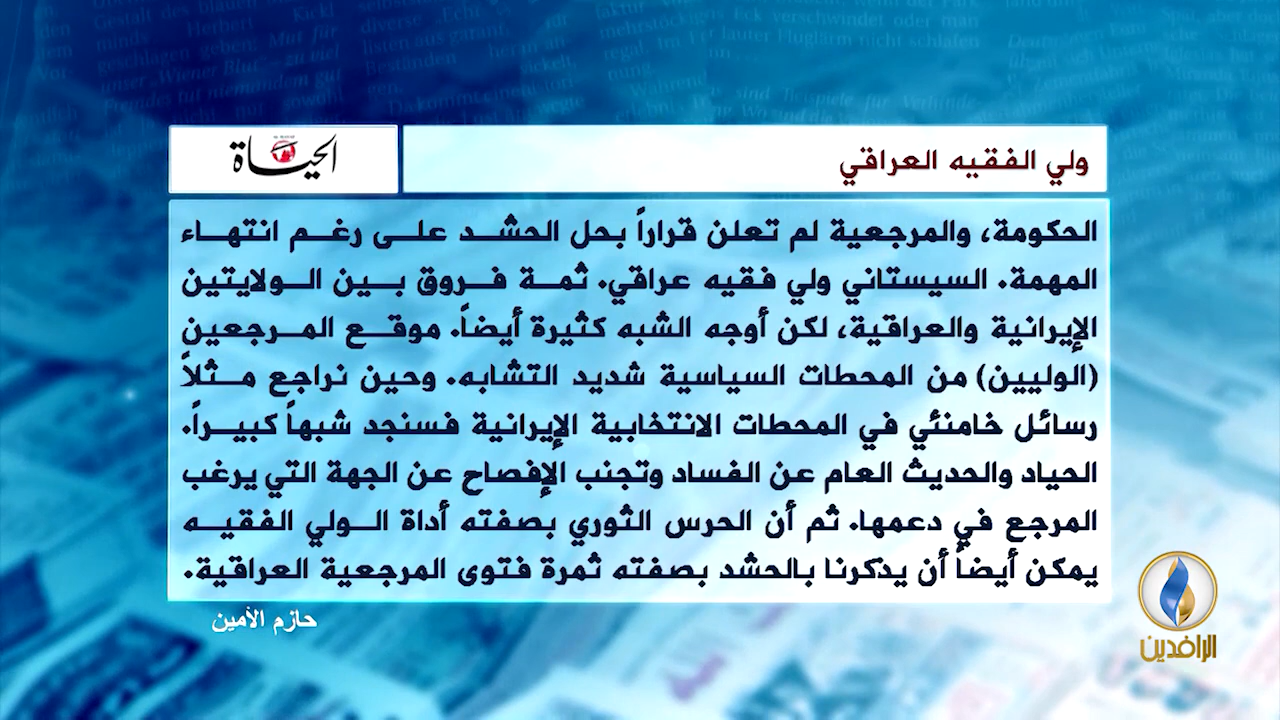 ولي الفقيه العراقي
الحياة
الحكومة، والمرجعية لم تعلن قراراً بحل الحشد على رغم انتهاء
المهمة. السيستاني ولي فقيه عراقي. ثمة فروق بين الولايتين
الإيرانية والعراقية، لكن أوجه الشبه كثيرة أيضاً. موقع المرجعين
(الوليين) من المحطات السياسية شديد التشابه. وحين نراجع مثلاً
رسائل خامنئي في المحطات الانتخابية الإيرانية فسنجد شبهاً كبيراً.
الحياد والحديث العام عن الفساد وتجنب الإفصاح عن الجهة التي يرغب
المرجع في دعمها. ثم أن الحرس الثوري بصفته أداة الولي الفقيه
يمكن أيضاً أن يذكرنا بالحشد بصفته ثمرة فتوى المرجعية العراقية.
حازم الأمين
الرافدين